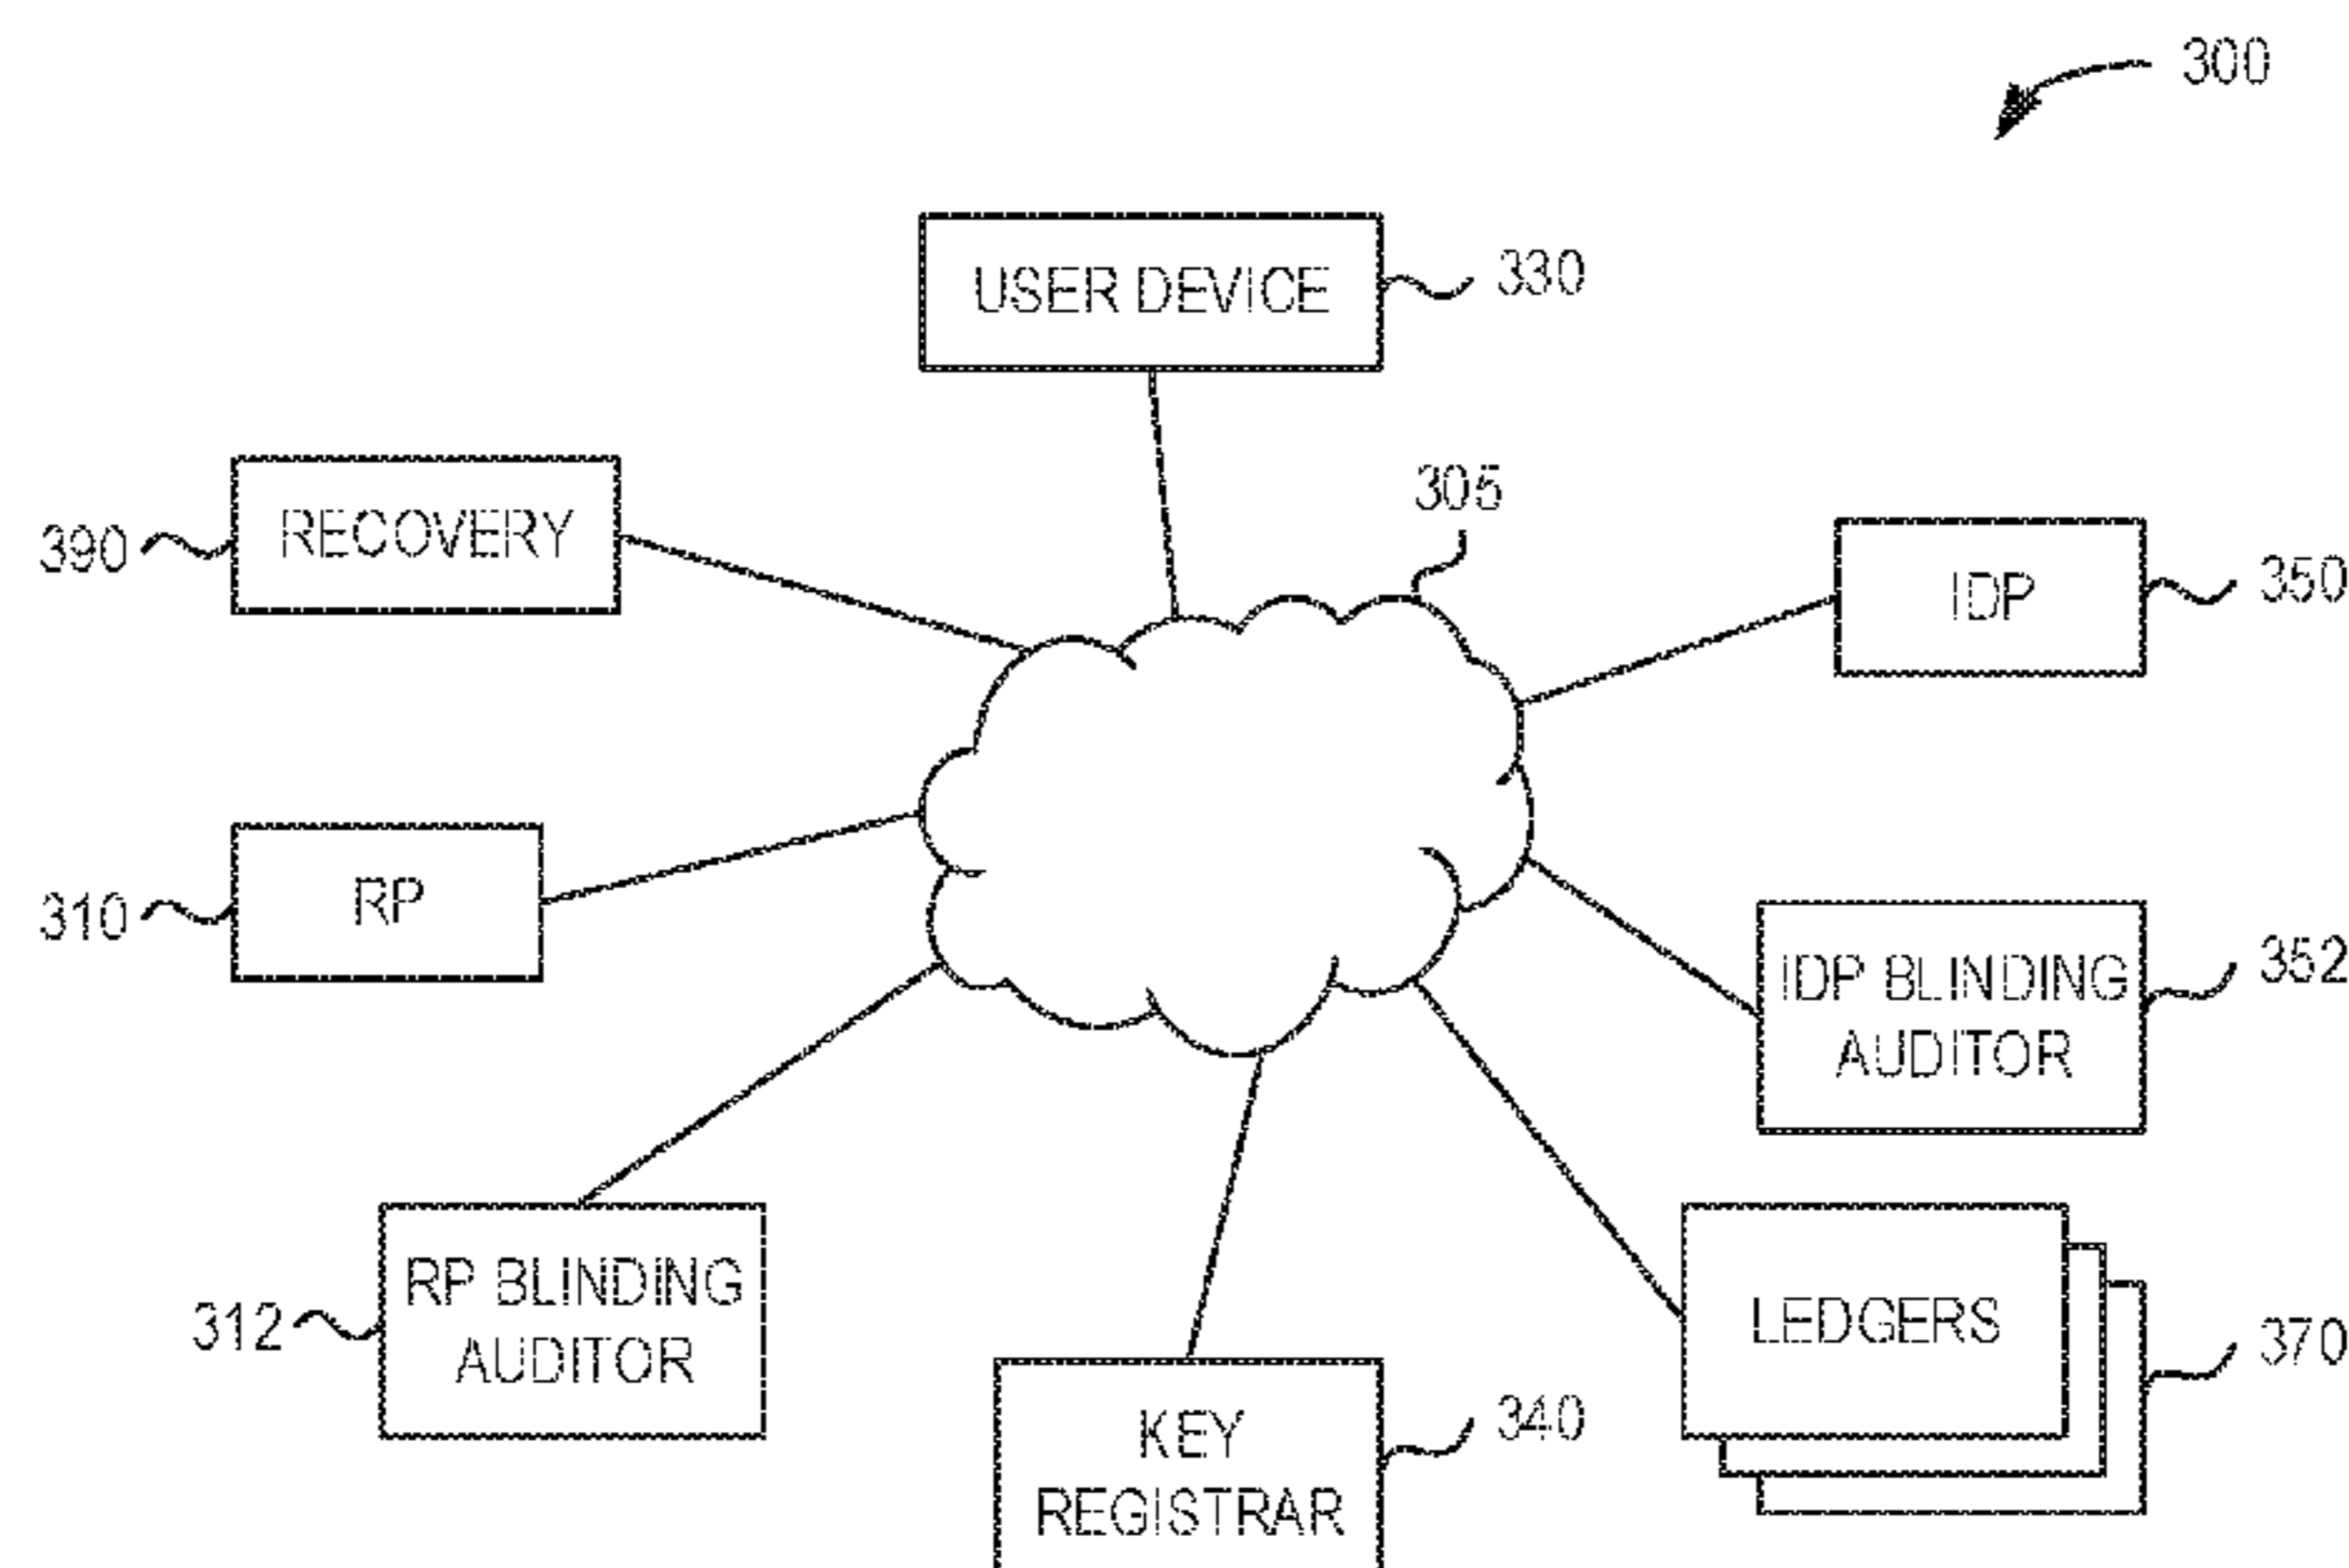 300
USER DEVICE
330
305
RECOVERY
390
IDP
350
RP
310
IDP BLINDING
AUDITOR
352
RP BLINDING
AUDITOR
312
LEDGERS
370
KEY
REGISTRAR
340